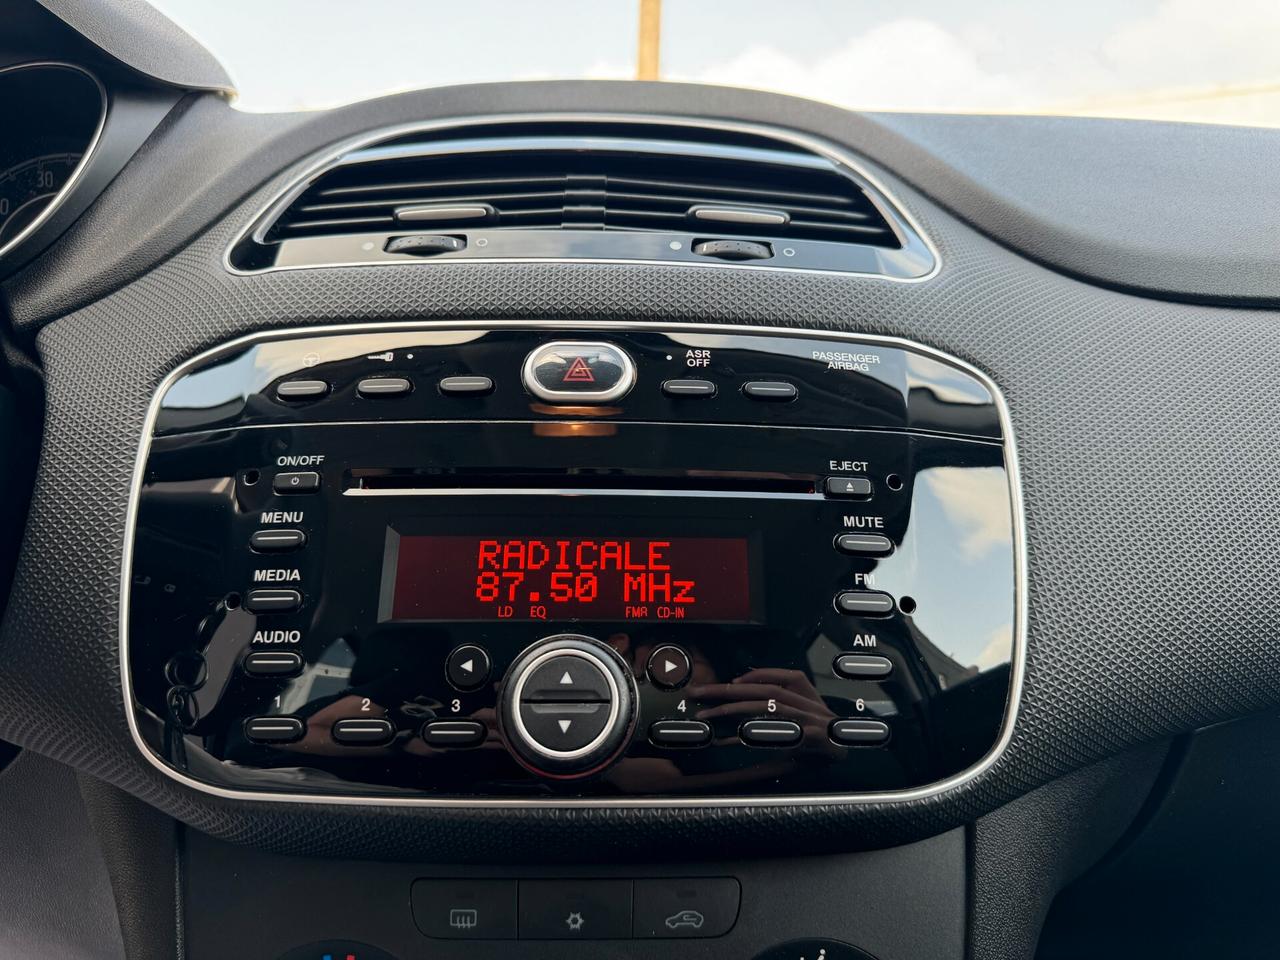 30
0
ASR
OFF
PASSENGER
AIRBAG
ON/OFF
EJECT
MENU
MUTE
RADICALE
87.50 MHz
LD EQ FMA CD-IN
MEDIA
FM
AUDIO
AM
1 2 3 4 5 6